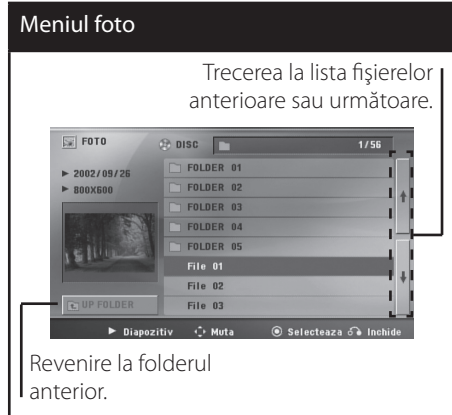 Meniul foto
Trecerea la lista fişierelor
anterioare sau următoare.
FOTO
DISC
1/56
2002/09/26
800X600
FOLDER 01
FOLDER 02
FOLDER 03
FOLDER 04
FOLDER 05
File 01
File 02
File 03
UP FOLDER
Diapozitiv Muta Selecteaza Inchide
Revenire la folderul
anterior.